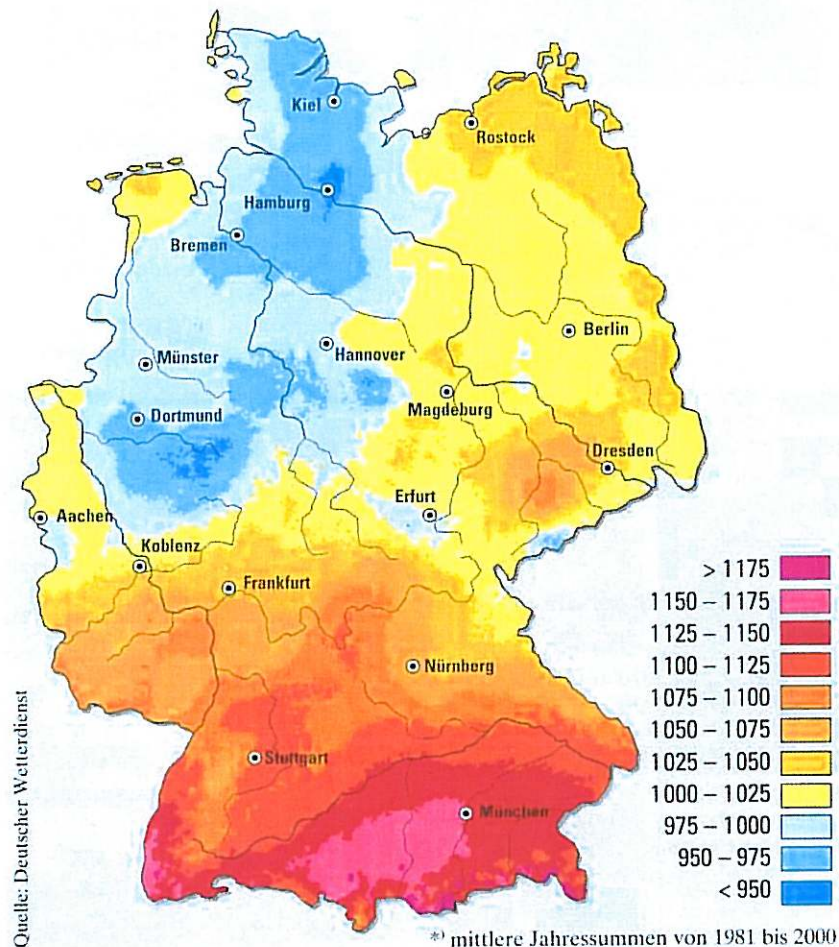 Kiel
Rostock
Hamburg
Bremen
Berlin
Hannover
Münster
Magdeburg
Dortmund
Dresden
Erfurt
Aachen
Koblenz
Frankfurt
Nürnberg
Stuttgart
München
> 1175
1150 – 1175
1125 – 1150
1100 – 1125
1075 – 1100
1050 – 1075
1025 – 1050
1000 – 1025
975 – 1000
950 – 975
< 950
Quelle: Deutscher Wetterdienst
*) mittlere Jahressummen von 1981 bis 2000